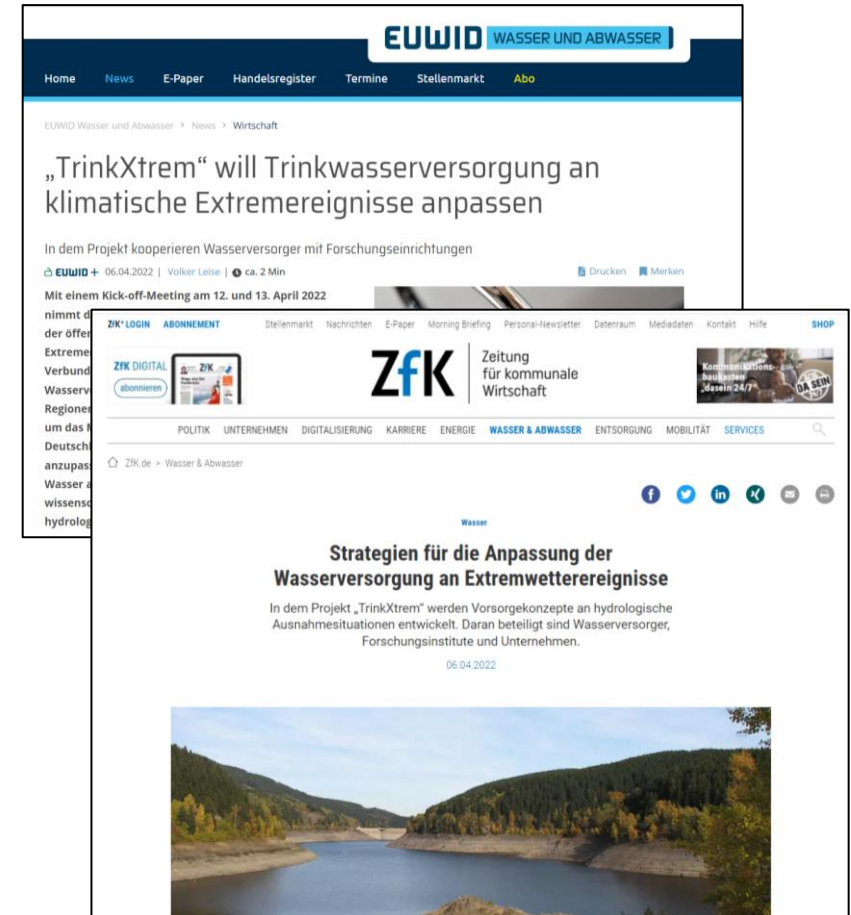 EUWID WASSER UND ABWASSER
Home News E-Paper Handelsregister Termine Stellenmarkt Abo
EUWID Wasser und Abwasser > News > Wirtschaft
„TrinkXtrem“ will Trinkwasserversorgung an
klimatische Extremereignisse anpassen
In dem Projekt kooperieren Wasserversorger mit Forschungseinrichtungen
EUWID + 06.04.2022 | Volker Leise | ca. 2 Min Drucken Merken
Mit einem Kick-off-Meeting am 12. und 13. April 2022
nimmt d
der öffer
Extreme
Verbund
Wasserv
Regionen
um das
Deutschl
anzupas
Wasser a
wissensc
hydrolog
ZfK+ LOGIN ABONNEMENT Stellenmarkt Nachrichten E-Paper Morning Briefing Personal-Newsletter Datenraum Mediadaten Kontakt Hilfe SHOP
ZfK DIGITAL
abonnieren
ZfK
ZfK Zeitung
für kommunale
Wirtschaft
Kommunikations-
baukasten
„dasein 24/7“
DA SEIN
POLITIK UNTERNEHMEN DIGITALISIERUNG KARRIERE ENERGIE WASSER & ABWASSER ENTSORGUNG MOBILITÄT SERVICES
ZfK.de > Wasser & Abwasser
Wasser
Strategien für die Anpassung der
Wasserversorgung an Extremwetterereignisse
In dem Projekt „TrinkXtrem“ werden Vorsorgekonzepte an hydrologische
Ausnahmesituationen entwickelt. Daran beteiligt sind Wasserversorger,
Forschungsinstitute und Unternehmen.
06.04.2022